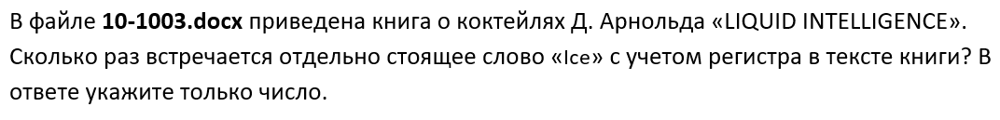 В файле 10-1003.docx приведена книга о коктейлях Д. Арнольда «LIQUID INTELLIGENCE».
Сколько раз встречается отдельно стоящее слово «Ice» с учетом регистра в тексте книги? В
ответе укажите только число.